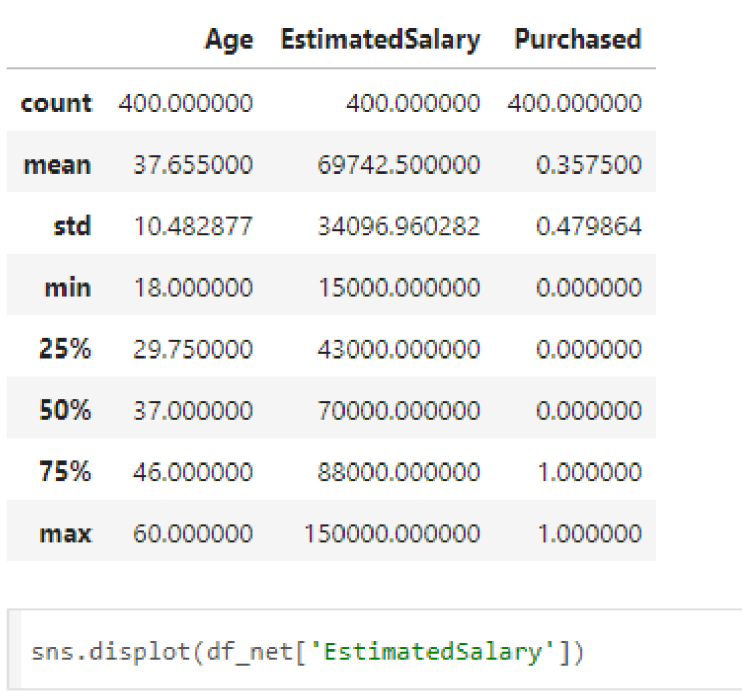 Age EstimatedSalary Purchased
count 400.000000 400.000000 400.000000
mean 37.655000 69742.500000 0.357500
std 10.482877 34096.960282 0.479864
min 18.000000 15000.000000 0.000000
25% 29.750000 43000.000000 0.000000
50% 37.000000 70000.000000 0.000000
75% 46.000000 88000.000000 1.000000
max 60.000000 150000.000000 1.000000
sns.displot(df_net['EstimatedSalary'])